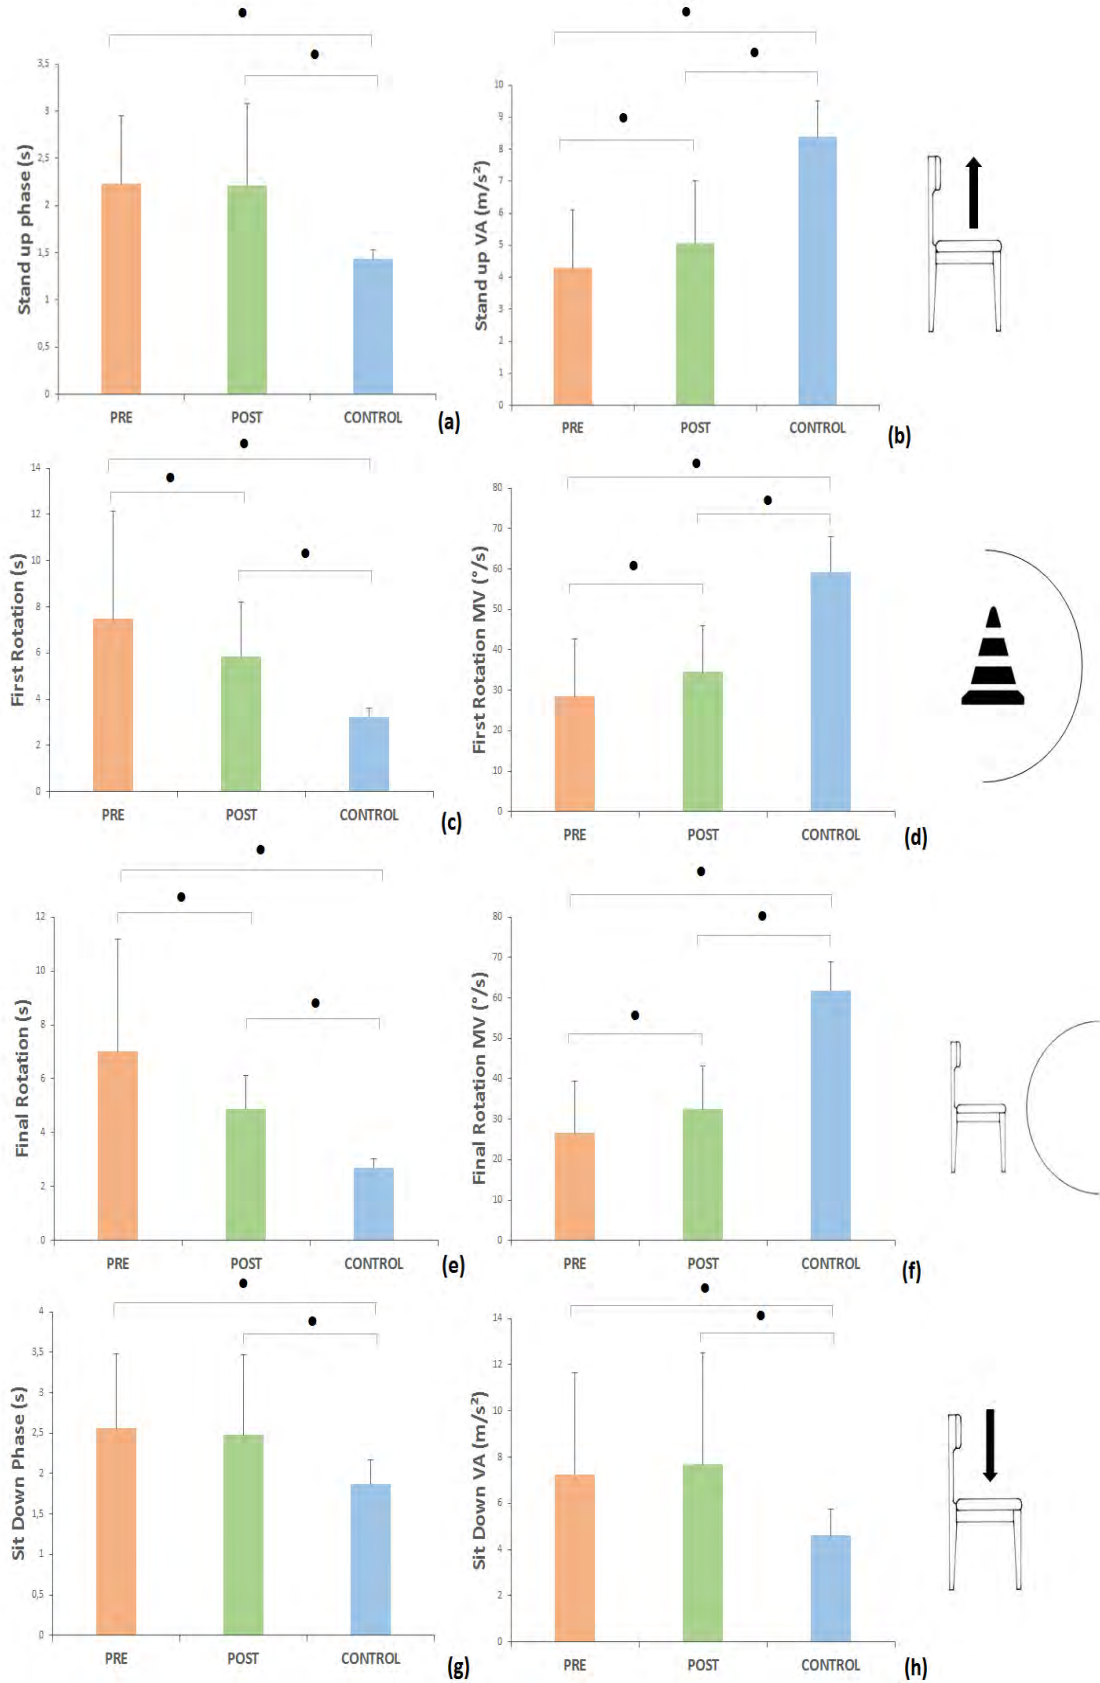 Stand up phase (s)
3,5
3
2,5
2
1,5
1
0,5
0
PRE POST CONTROL
(a)
Stand up VA (m/s²)
10
9
8
7
6
5
4
3
2
1
0
PRE POST CONTROL
(b)
First Rotation (s)
14
12
10
8
6
4
2
0
PRE POST CONTROL
(c)
First Rotation MV (°/s)
80
70
60
50
40
30
20
10
0
PRE POST CONTROL
(d)
Final Rotation (s)
12
10
8
6
4
2
0
PRE POST CONTROL
(e)
Final Rotation MV (°/s)
80
70
60
50
40
30
20
10
0
PRE POST CONTROL
(f)
Sit Down Phase (s)
4
3,5
3
2,5
2
1,5
1
0,5
0
PRE POST CONTROL
(g)
Sit Down VA (m/s²)
14
12
10
8
6
4
2
0
PRE POST CONTROL
(h)